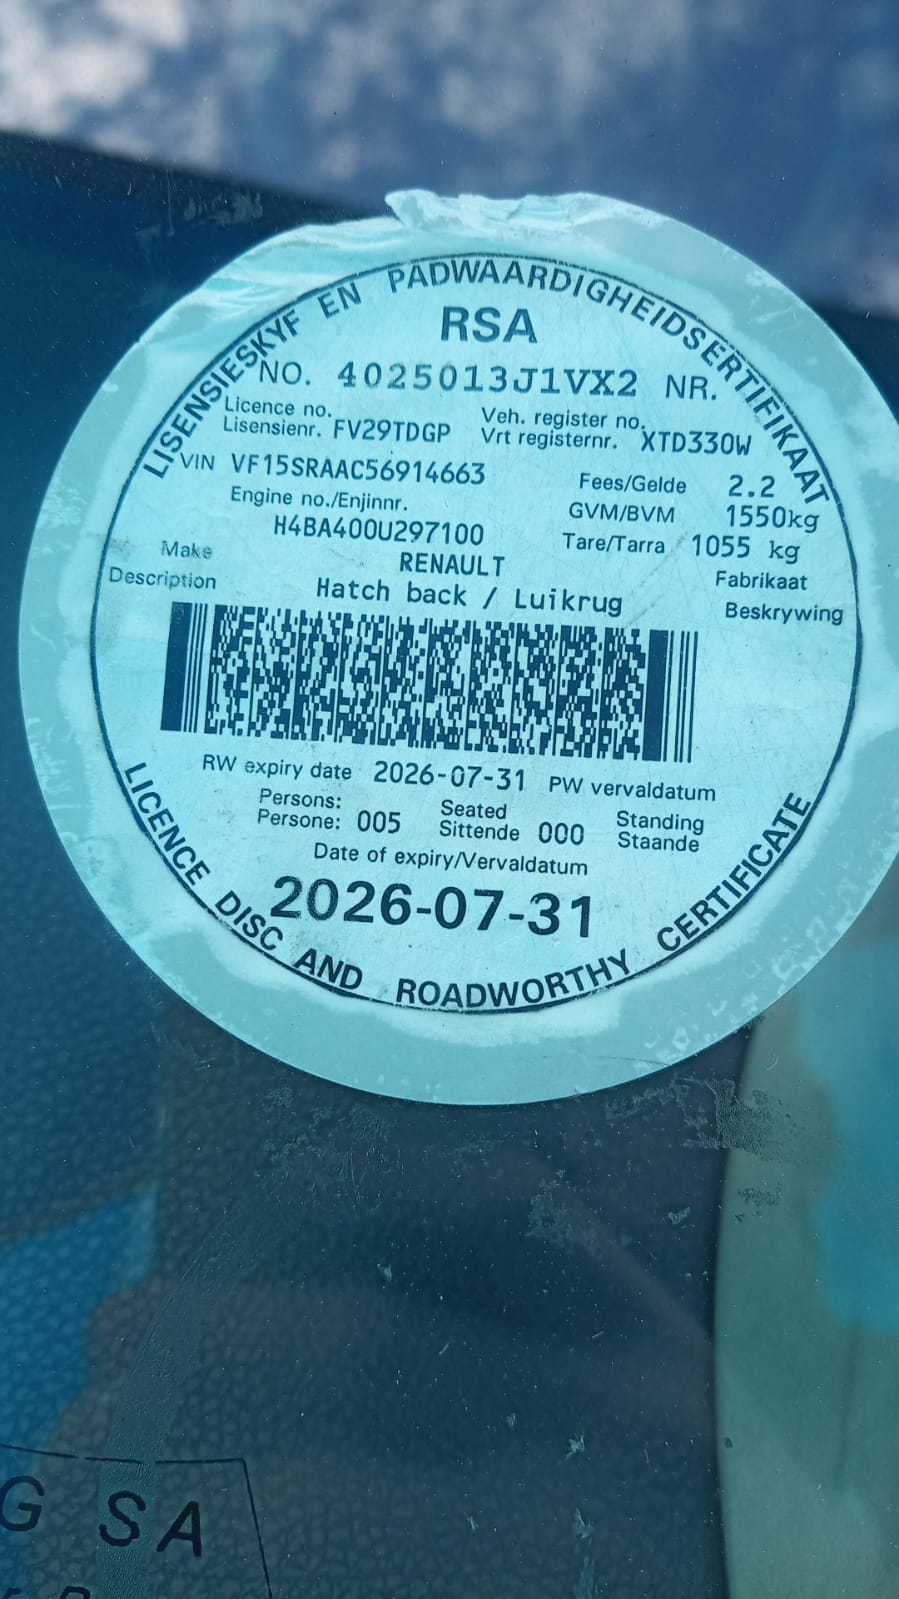 LISENSIESKYF EN PADWAARDIGHEIDSERTIFIKAAT
RSA
NO. 4025013J1VX2 NR.
Licence no.
Lisensienr. FV29TDGP
Veh. register no.
Vrt registernr. XTD330W
VIN VF15SRAAC56914663
Fees/Gelde 2.2
Engine no./Enjinnr.
H4BA400U297100
GVM/BVM 1550kg
Tare/Tarra 1055 kg
Make RENAULT Fabrikaat
Description Hatch back / Luikrug Beskrywing
RW expiry date 2026-07-31 PW vervaldatum
Persons: Seated Standing
Persone: 005 Sittende 000 Staande
Date of expiry/Vervaldatum
2026-07-31
LICENCE DISC AND ROADWORTHY CERTIFICATE
G SA